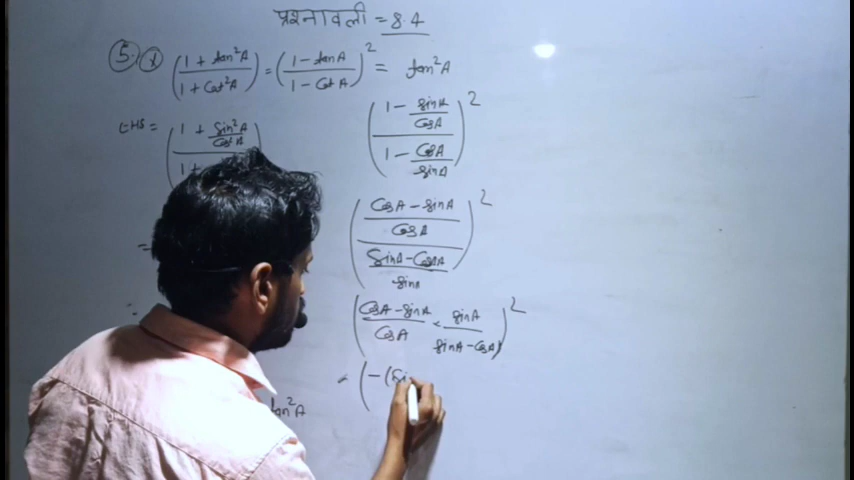 प्रश्नावली = 8.4
5. x (1 + tan²A / 1 + Cot²A) = (1 - tanA / 1 - Cot A)² = tan²A
LHS = (1 + Sin²A / Cos²A
1 +
(1 - sinA/CosA / 1 - CosA/sinA)²
(CosA - sinA / CosA / SinA - CosA / sinA)²
(CosA - sinA / CosA × sinA / sinA - CosA)²
= (-(Si
tan²A